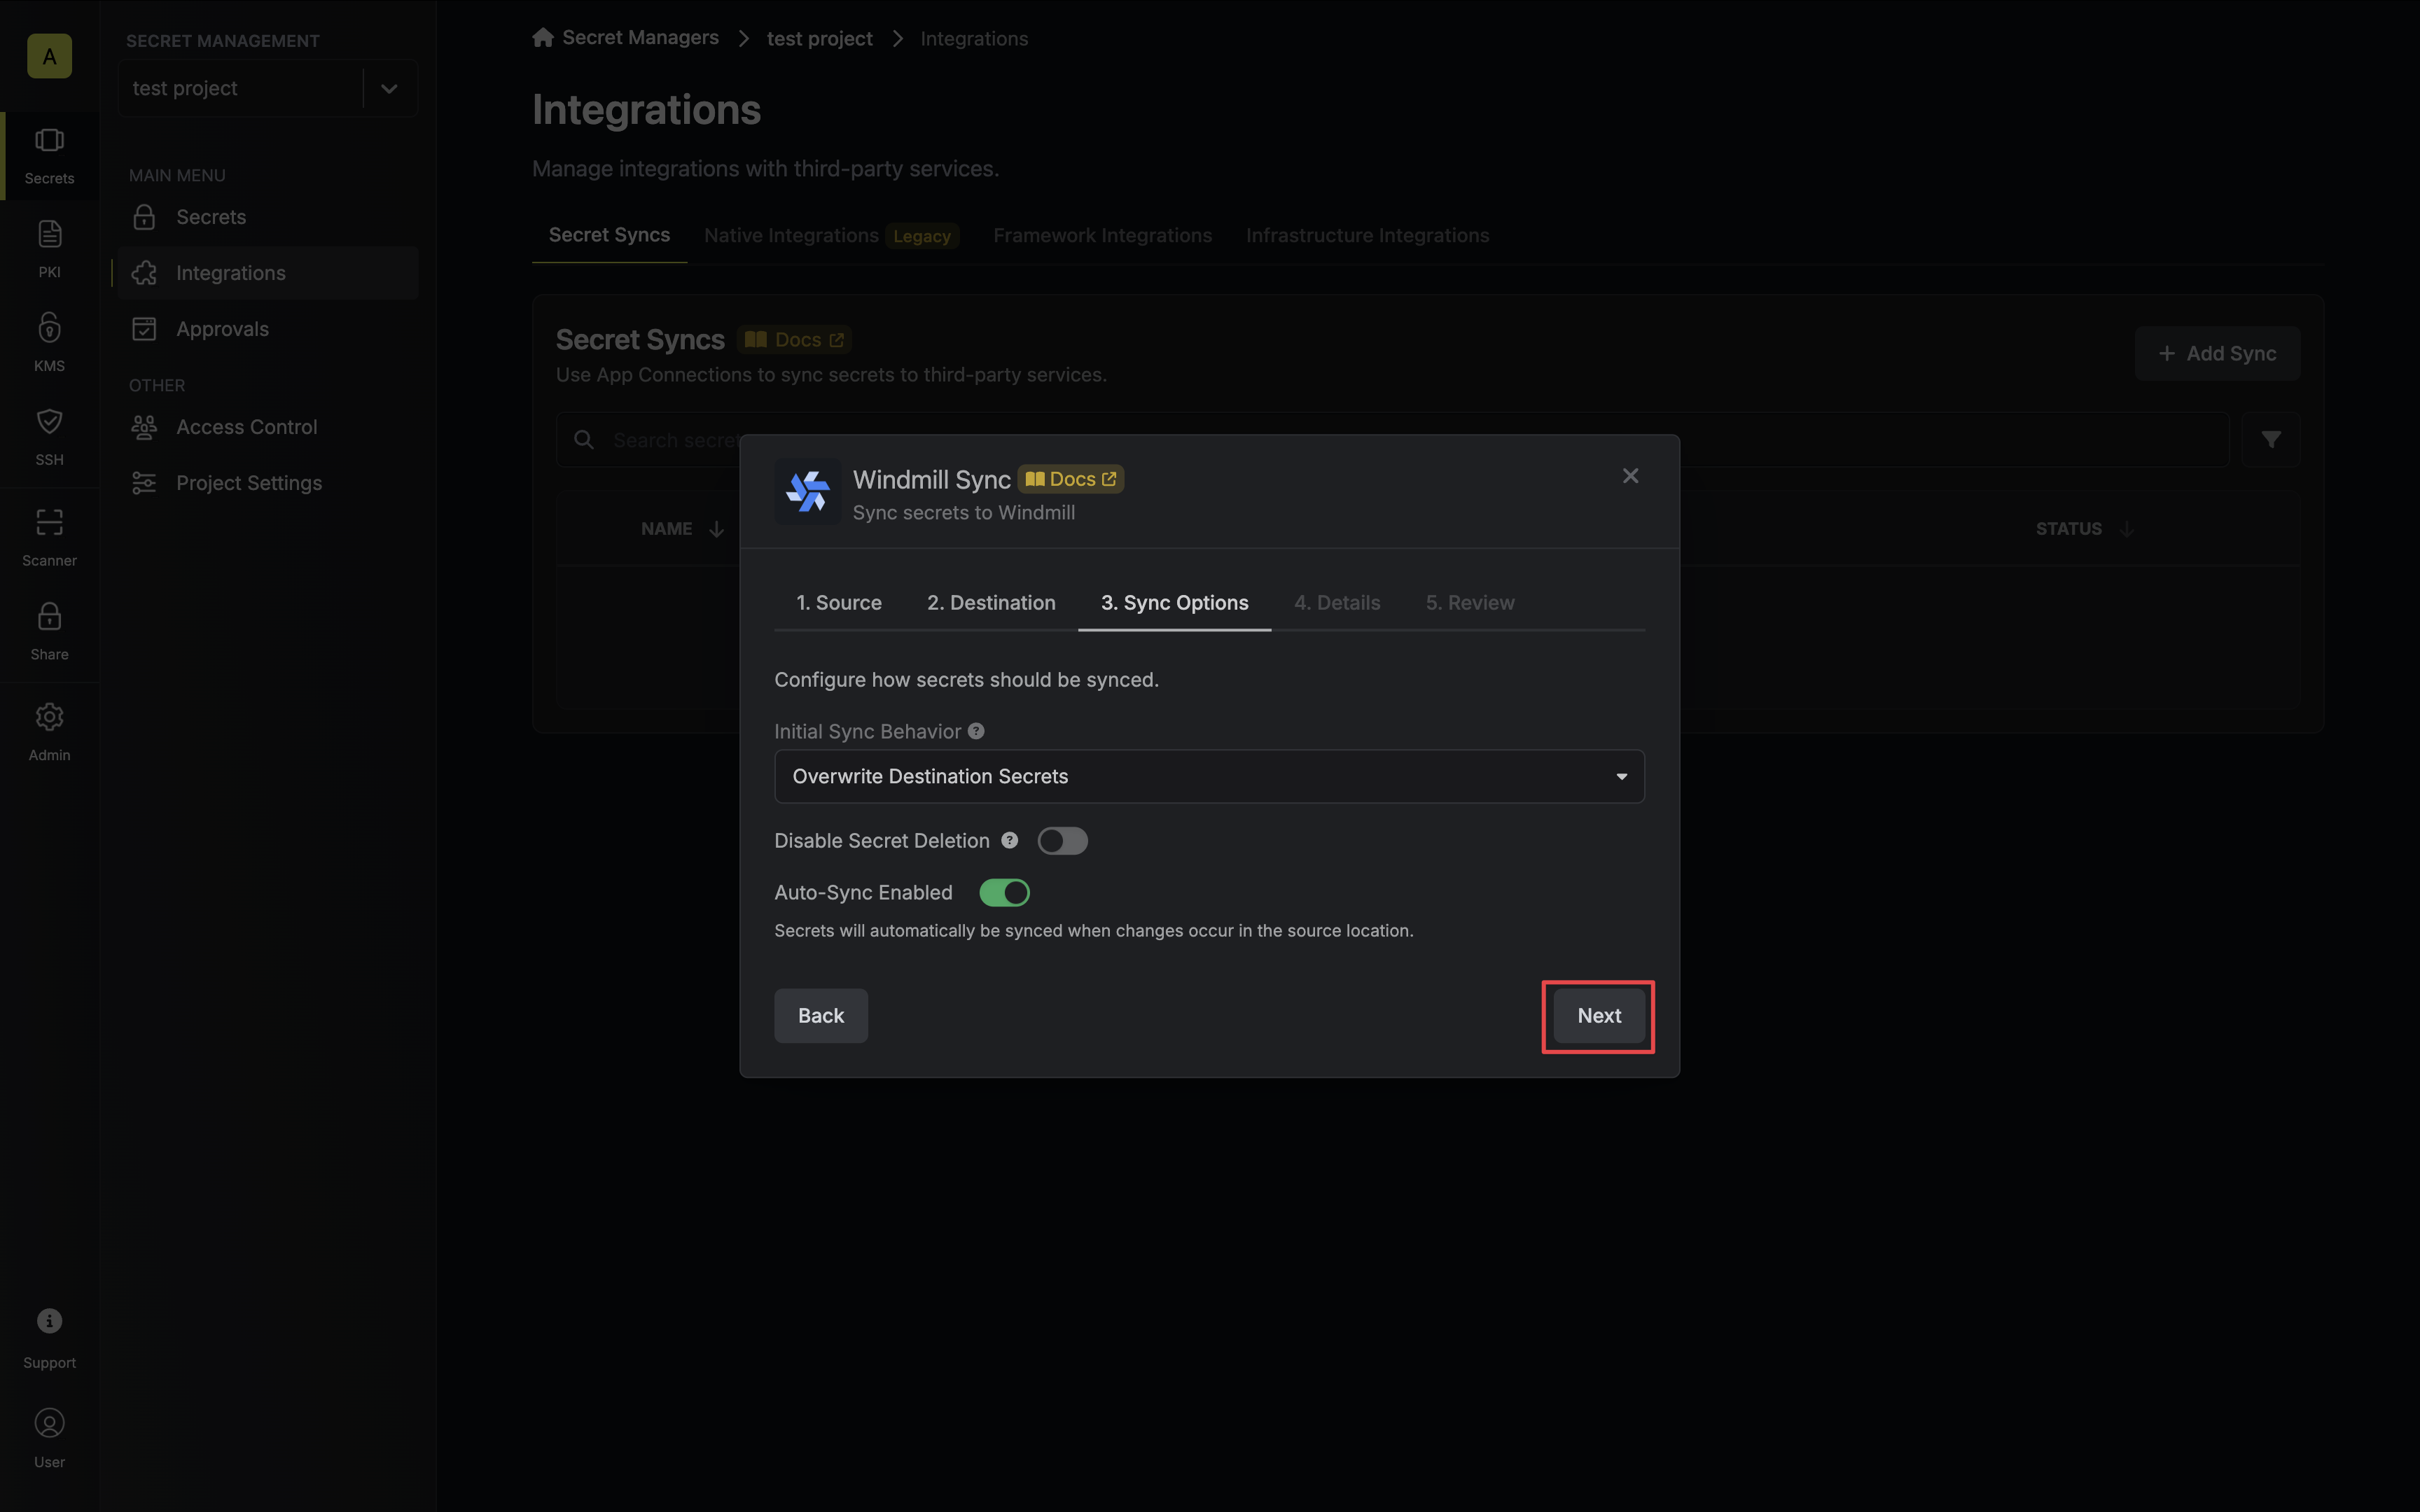 A
Secrets
PKI
KMS
SSH
Scanner
Share
Admin
Support
User
SECRET MANAGEMENT
test project
MAIN MENU
Secrets
Integrations
Approvals
OTHER
Access Control
Project Settings
Secret Managers > test project > Integrations
Integrations
Manage integrations with third-party services.
Secret Syncs Native Integrations Legacy Framework Integrations Infrastructure Integrations
Secret Syncs Docs
Use App Connections to sync secrets to third-party services.
+ Add Sync
Search secret
NAME STATUS
Windmill Sync Docs
Sync secrets to Windmill
1. Source 2. Destination 3. Sync Options 4. Details 5. Review
Configure how secrets should be synced.
Initial Sync Behavior ?
Overwrite Destination Secrets
Disable Secret Deletion ?
Auto-Sync Enabled
Secrets will automatically be synced when changes occur in the source location.
Back Next